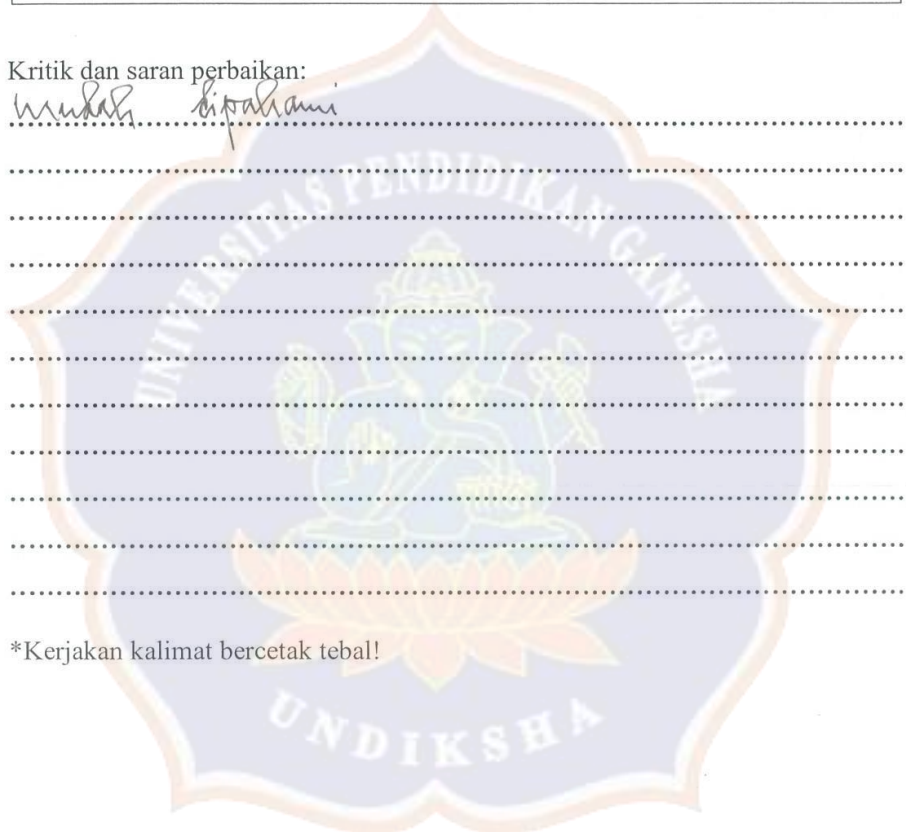 Kritik dan saran perbaikan:
mudah dipahami
UNIVERSITAS PENDIDIKAN GANESHA
*Kerjakan kalimat bercetak tebal!
UNDIKSHA